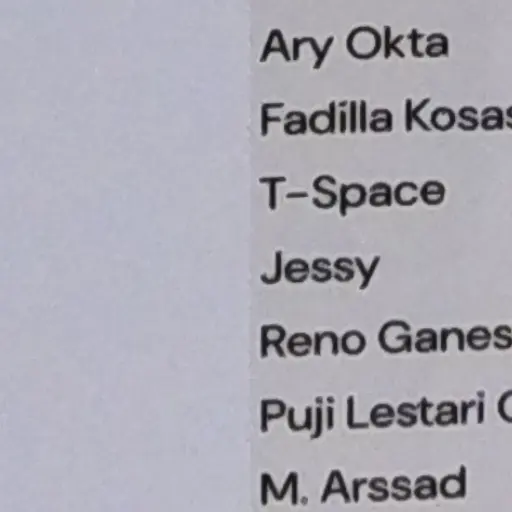 Ary Okta
Fadilla
T-Space
Jessy
Reno
Puji Lestari
M. Arssad